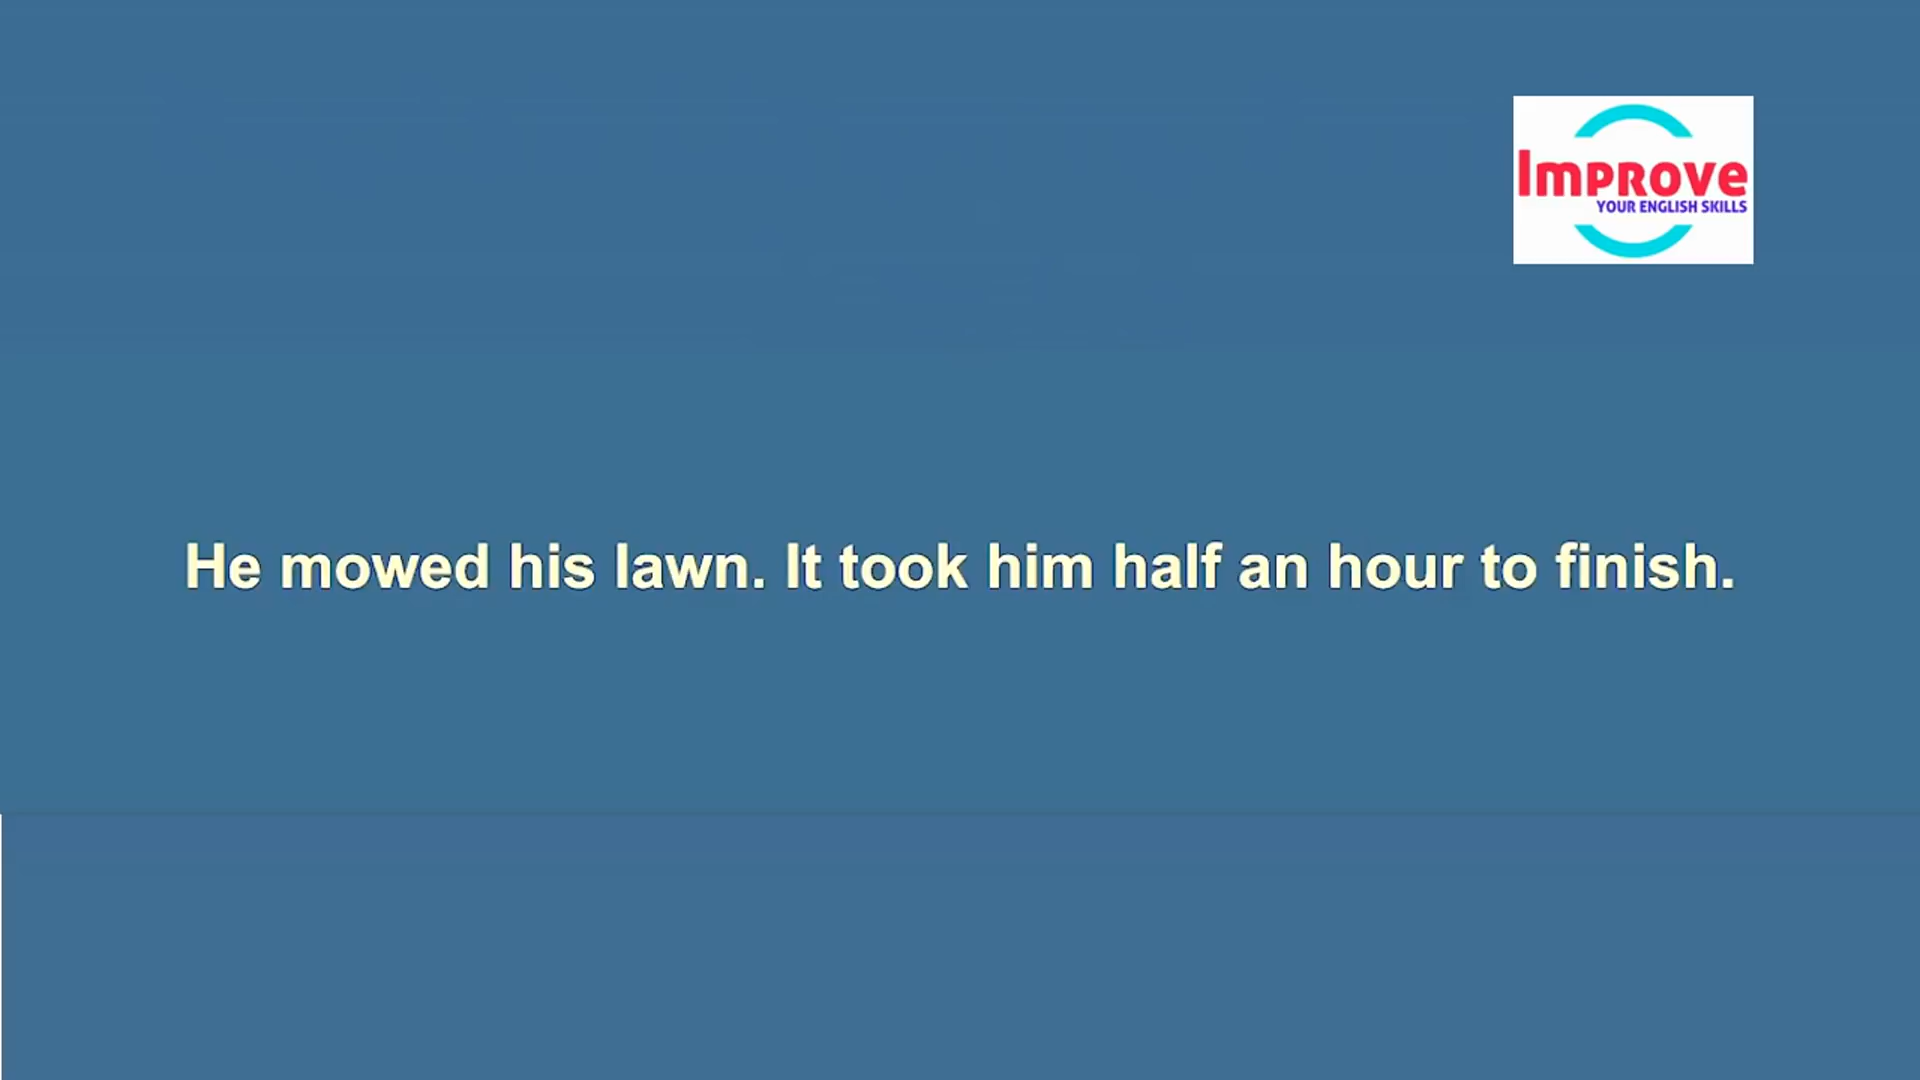 Improve
YOUR ENGLISH SKILLS
He mowed his lawn. It took him half an hour to finish.